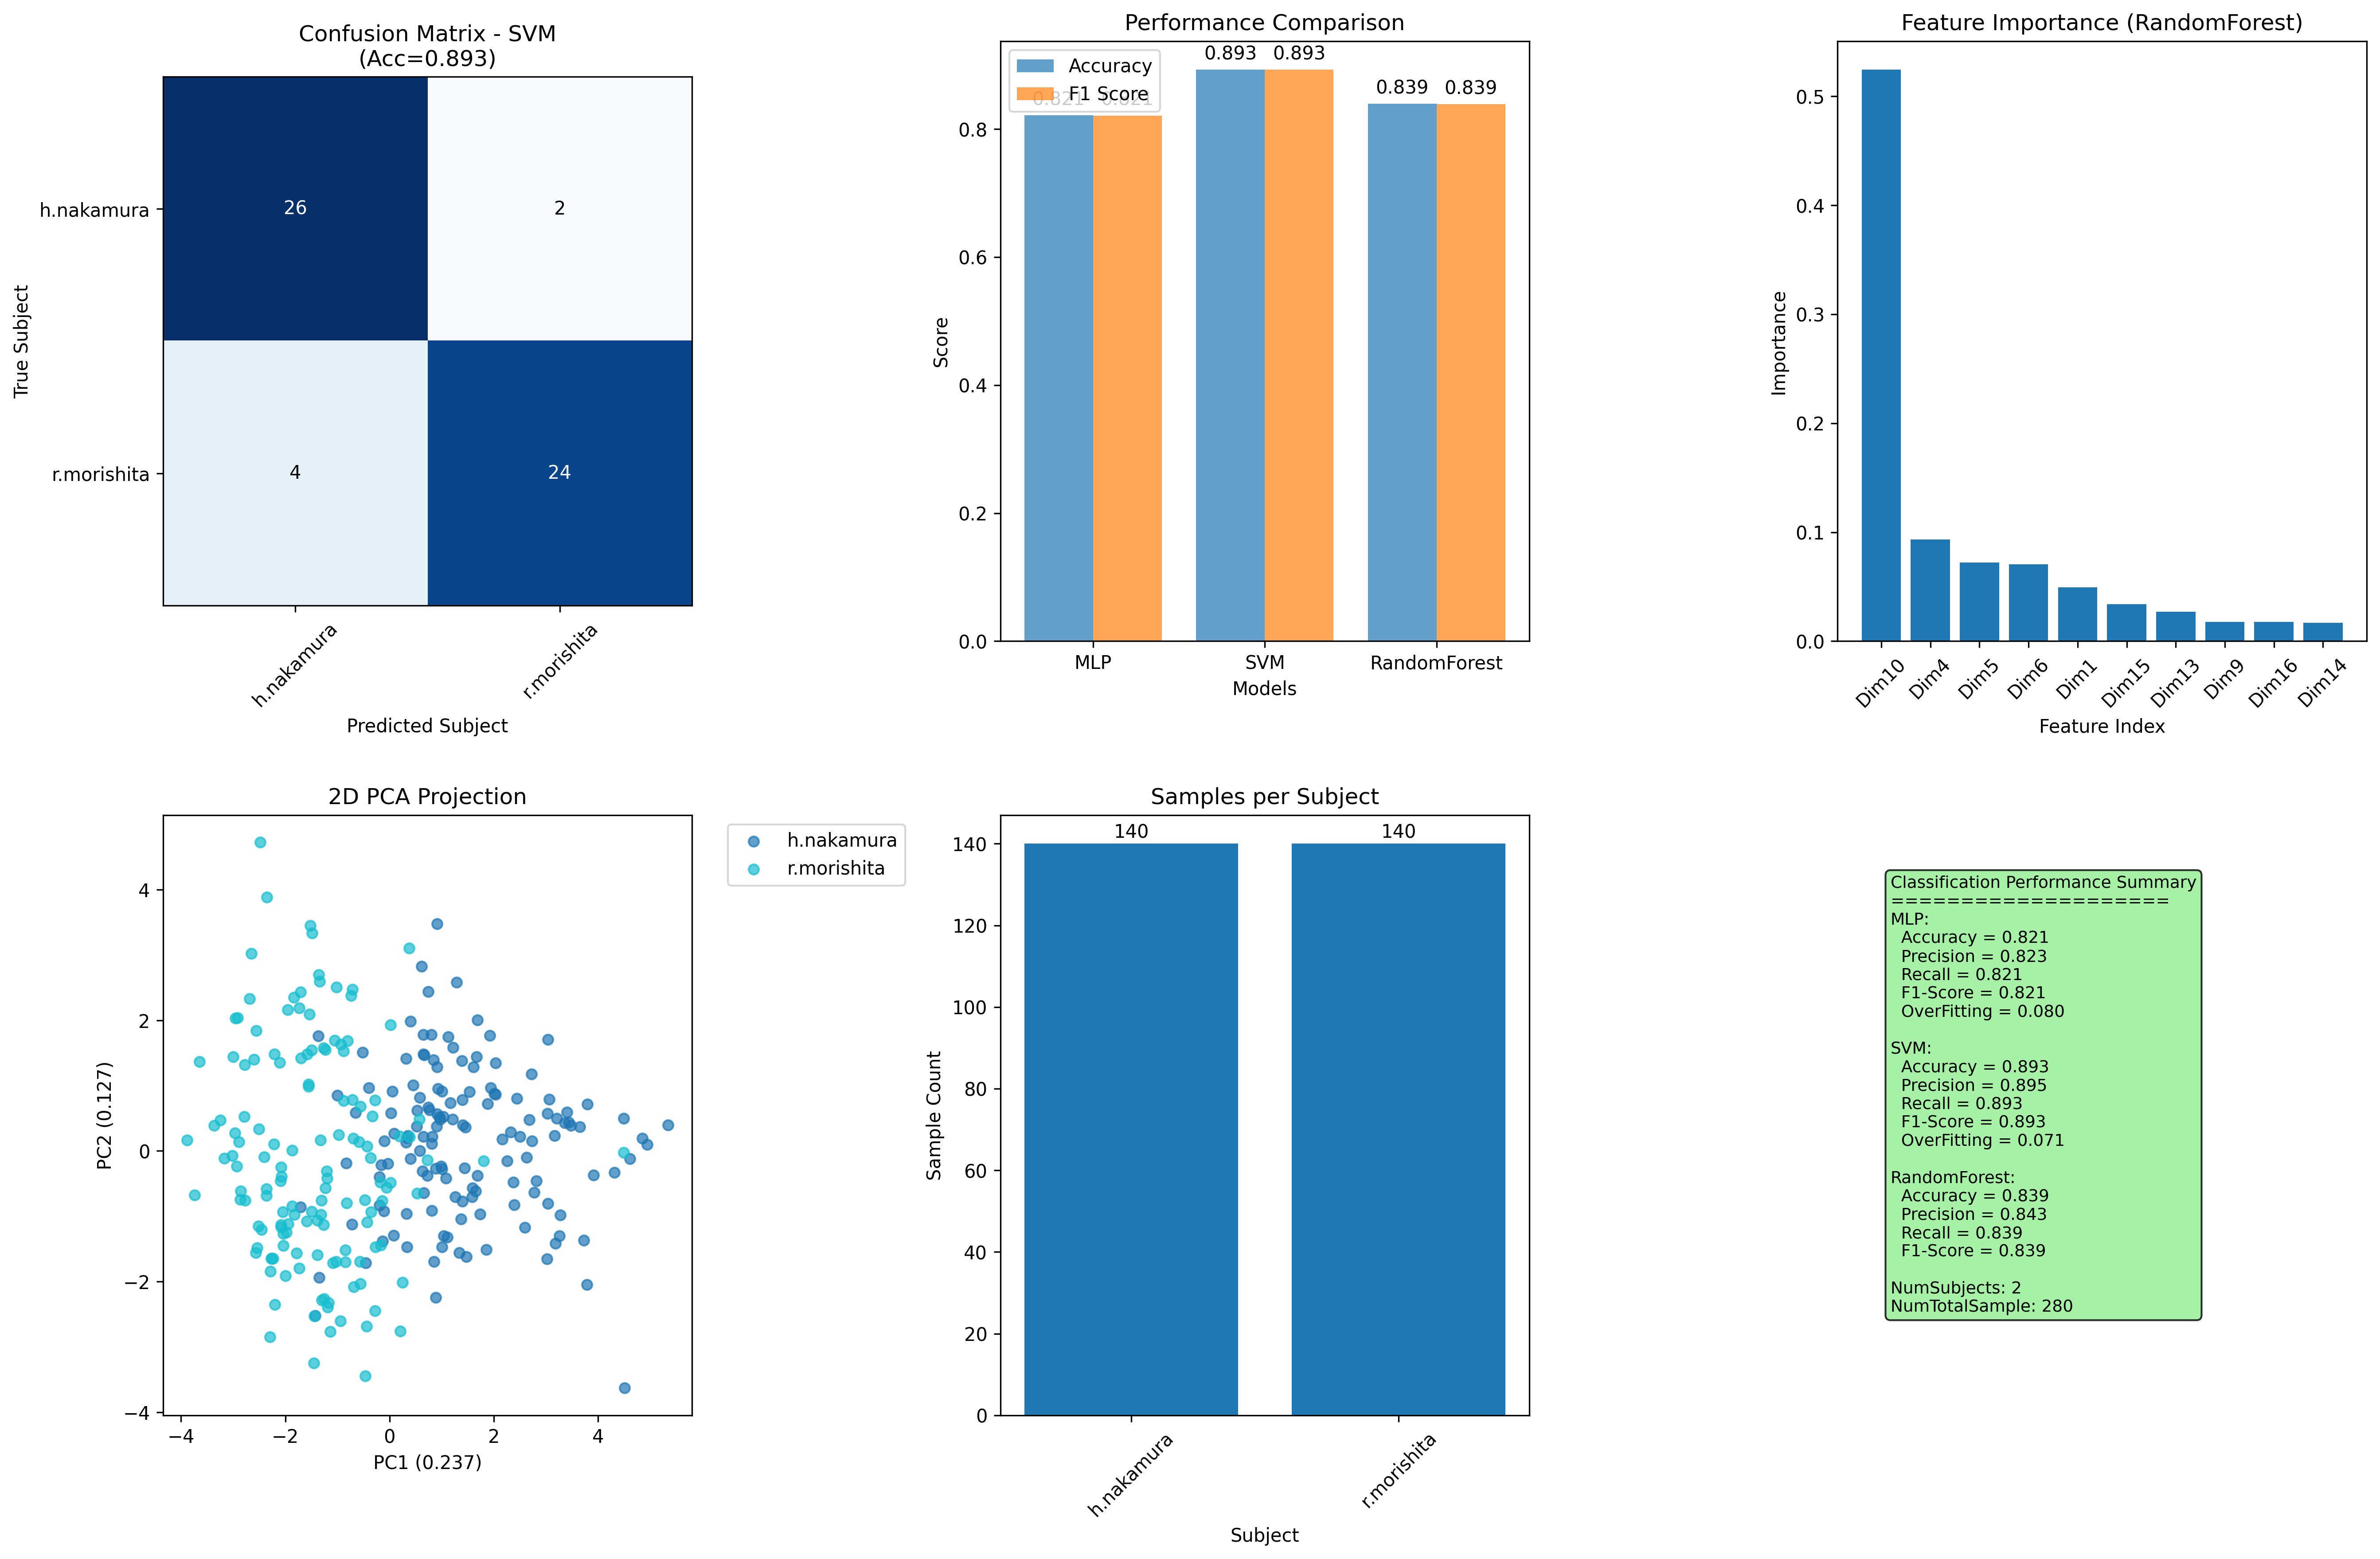 Confusion Matrix - SVM
(Acc=0.893)
True Subject
h.nakamura
r.morishita
26
2
4
24
h.nakamura
r.morishita
Predicted Subject
Performance Comparison
Accuracy
F1 Score
0.821
0.821
0.893
0.893
0.839
0.839
Score
0.8
0.6
0.4
0.2
0.0
MLP
SVM
RandomForest
Models
Feature Importance (RandomForest)
Importance
0.5
0.4
0.3
0.2
0.1
0.0
Dim10
Dim4
Dim5
Dim6
Dim1
Dim15
Dim13
Dim9
Dim16
Dim14
Feature Index
2D PCA Projection
h.nakamura
r.morishita
PC2 (0.127)
4
2
0
−2
−4
−4
−2
0
2
4
PC1 (0.237)
Samples per Subject
140
140
Sample Count
140
120
100
80
60
40
20
0
h.nakamura
r.morishita
Subject
Classification Performance Summary
====================
MLP:
Accuracy = 0.821
Precision = 0.823
Recall = 0.821
F1-Score = 0.821
OverFitting = 0.080
SVM:
Accuracy = 0.893
Precision = 0.895
Recall = 0.893
F1-Score = 0.893
OverFitting = 0.071
RandomForest:
Accuracy = 0.839
Precision = 0.843
Recall = 0.839
F1-Score = 0.839
NumSubjects: 2
NumTotalSample: 280